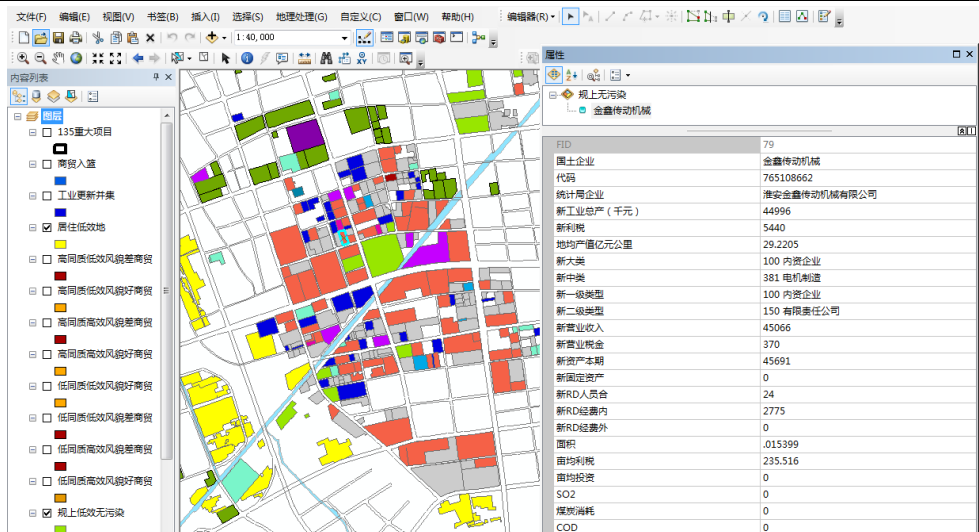 文件(F) 编辑(E) 视图(V) 书签(B) 插入(I) 选择(S) 地理处理(G) 自定义(C) 窗口(W) 帮助(H)
编辑器(R)
1:40,000
内容列表
图层
135重大项目
商贸入篮
工业更新并集
居住低效地
高同质低效风貌差商贸
高同质低效风貌好商贸
高同质高效风貌差商贸
高同质高效风貌好商贸
低同质低效风貌好商贸
低同质低效风貌差商贸
低同质高效风貌差商贸
低同质高效风貌好商贸
规上低效无污染
属性
规上无污染
金鑫传动机械
FID 79
国土企业 金鑫传动机械
代码 765108662
统计局企业 淮安金鑫传动机械有限公司
新工业总产（千元） 44996
新利税 5440
地均产值亿元公里 29.2205
新大类 100 内资企业
新中类 381 电机制造
新一级类型 100 内资企业
新二级类型 150 有限责任公司
新营业收入 45066
新营业税金 370
新资产本期 45691
新固定资产 0
新RD人员合 24
新RD经费内 2775
新RD经费外 0
面积 .015399
亩均利税 235.516
亩均投资 0
SO2 0
煤炭消耗 0
COD 0